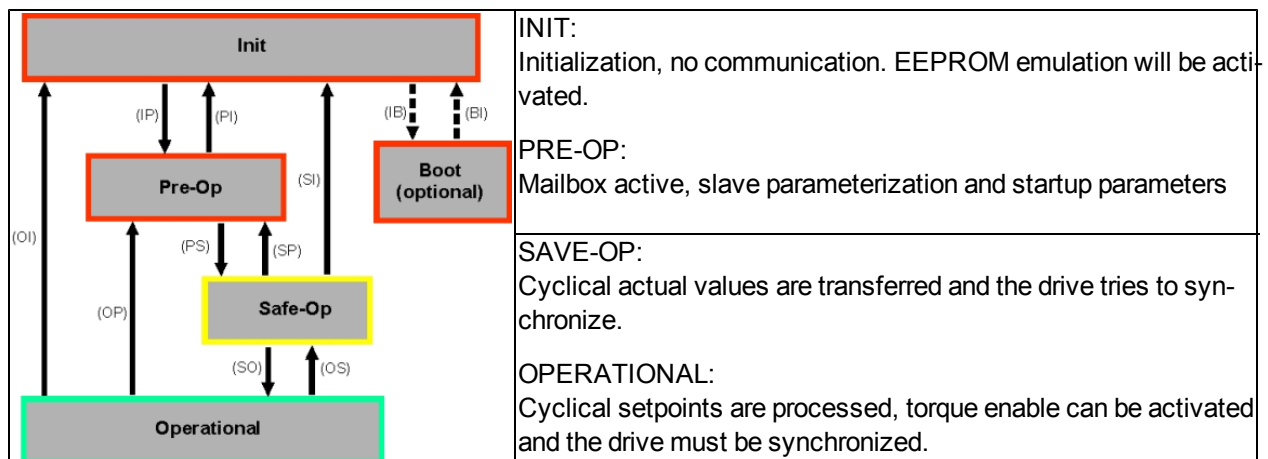 Init
(IP)
(PI)
(IB)
(BI)
Pre-Op
(SI)
Boot
(optional)
(OI)
(PS)
(SP)
(OP)
Safe-Op
(SO)
(OS)
Operational
INIT:
Initialization, no communication. EEPROM emulation will be acti-
vated.
PRE-OP:
Mailbox active, slave parameterization and startup parameters
SAVE-OP:
Cyclical actual values are transferred and the drive tries to syn-
chronize.
OPERATIONAL:
Cyclical setpoints are processed, torque enable can be activated
and the drive must be synchronized.